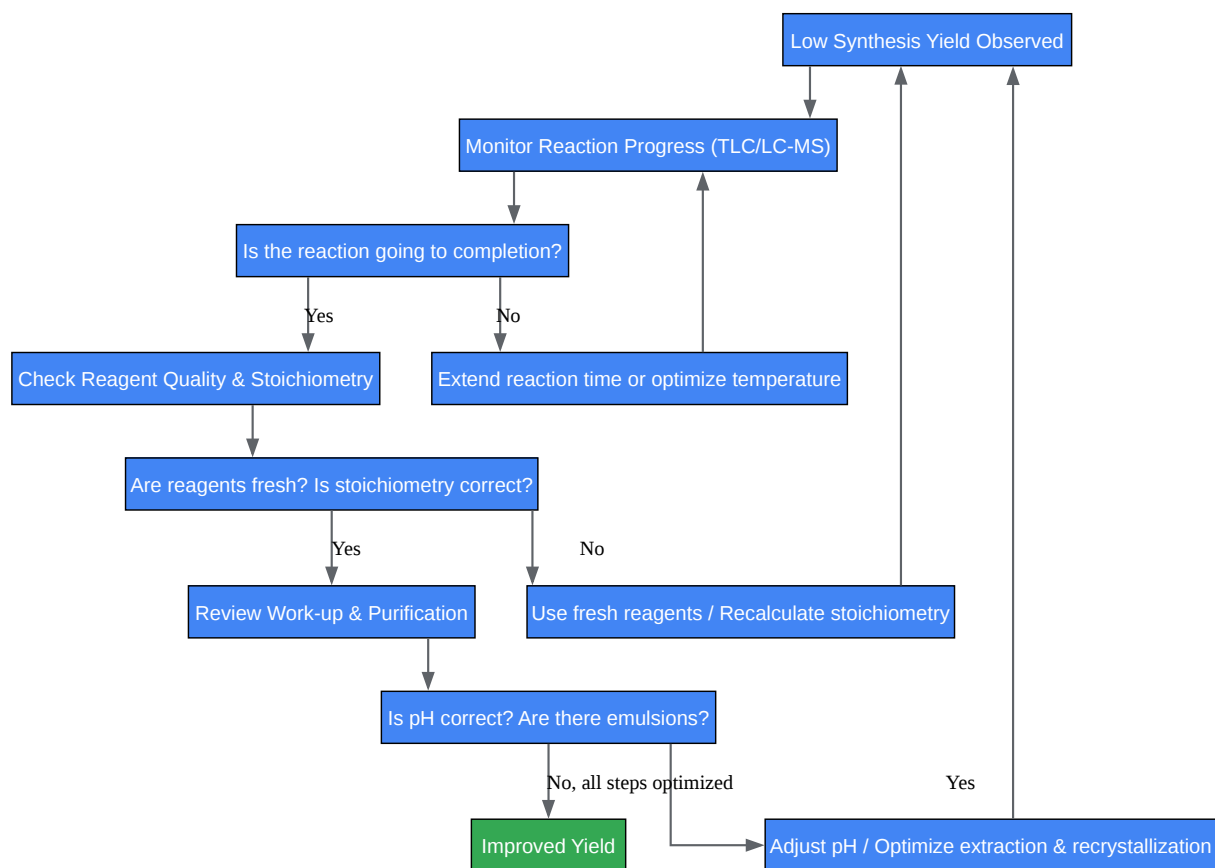 Low Synthesis Yield Observed
Monitor Reaction Progress (TLC/LC-MS)
Is the reaction going to completion?
Yes
No
Check Reagent Quality & Stoichiometry
Extend reaction time or optimize temperature
Are reagents fresh? Is stoichiometry correct?
Yes
No
Review Work-up & Purification
Use fresh reagents / Recalculate stoichiometry
Is pH correct? Are there emulsions?
No, all steps optimized
Yes
Improved Yield
Adjust pH / Optimize extraction & recrystallization